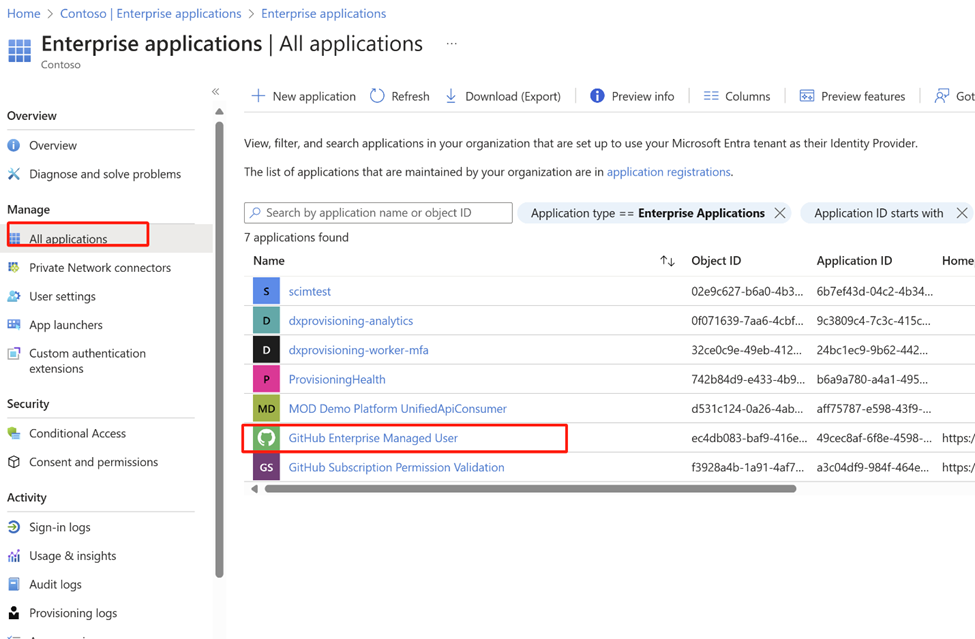 Home > Contoso | Enterprise applications > Enterprise applications
Enterprise applications | All applications ...
Contoso
«
Overview
Overview
Diagnose and solve problems
Manage
All applications
Private Network connectors
User settings
App launchers
Custom authentication
extensions
Security
Conditional Access
Consent and permissions
Activity
Sign-in logs
Usage & insights
Audit logs
Provisioning logs
+ New application Refresh Download (Export) Preview info Columns Preview features Got
View, filter, and search applications in your organization that are set up to use your Microsoft Entra tenant as their Identity Provider.
The list of applications that are maintained by your organization are in application registrations.
Search by application name or object ID Application type == Enterprise Applications Application ID starts with
7 applications found
Name Object ID Application ID Home
S scimtest 02e9c627-b6a0-4b3... 6b7ef43d-04c2-4b34...
D dxprovisioning-analytics 0f071639-7aa6-4cbf... 9c3809c4-7c3c-415c...
D dxprovisioning-worker-mfa 32ce0c9e-49eb-412... 24bc1ec9-9b62-442...
P ProvisioningHealth 742b84d9-e433-4b9... b6a9a780-a4a1-495...
MD MOD Demo Platform UnifiedApiConsumer d531c124-0a26-4ab... aff75787-e598-43f9-...
GitHub Enterprise Managed User ec4db083-baf9-416e... 49cec8af-6f8e-4598-... https:/
GS GitHub Subscription Permission Validation f3928a4b-1a91-4af7... a3c04df9-984f-464e... https:/